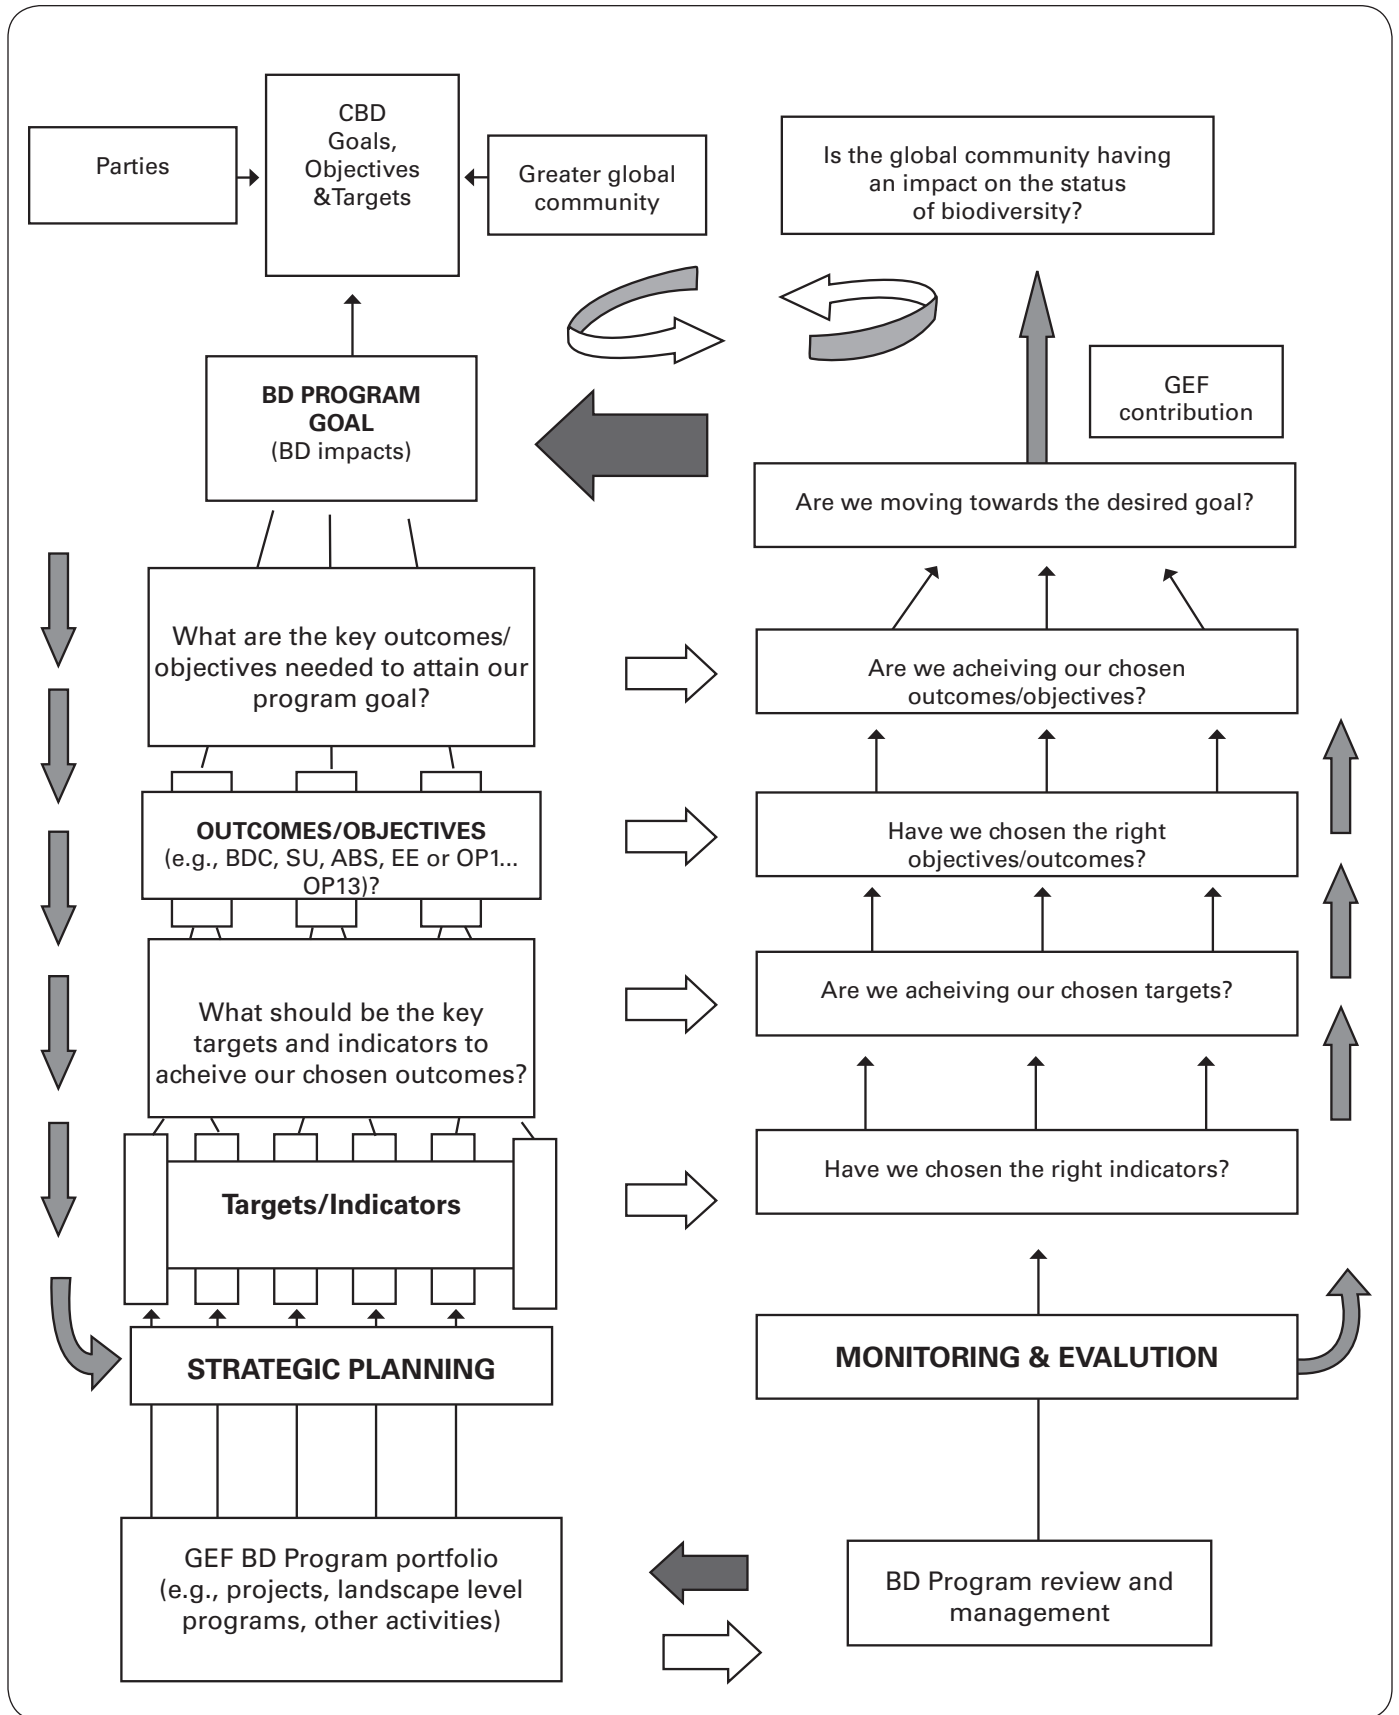 Parties
CBD
Goals,
Objectives
&Targets
Greater global
community
Is the global community having
an impact on the status
of biodiversity?
BD PROGRAM
GOAL
(BD impacts)
GEF
contribution
Are we moving towards the desired goal?
What are the key outcomes/
objectives needed to attain our
program goal?
Are we acheiving our chosen
outcomes/objectives?
OUTCOMES/OBJECTIVES
(e.g., BDC, SU, ABS, EE or OP1...
OP13)?
Have we chosen the right
objectives/outcomes?
What should be the key
targets and indicators to
acheive our chosen outcomes?
Are we acheiving our chosen targets?
Targets/Indicators
Have we chosen the right indicators?
STRATEGIC PLANNING
MONITORING & EVALUTION
GEF BD Program portfolio
(e.g., projects, landscape level
programs, other activities)
BD Program review and
management